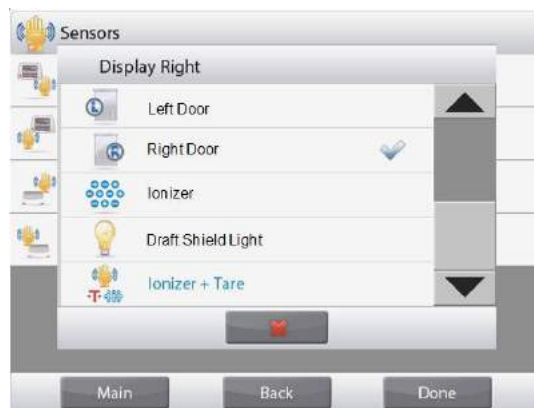 Sensors
Display Right
L Left Door
R Right Door
Ionizer
Draft Shield Light
-T- Ionizer + Tare
Main Back Done